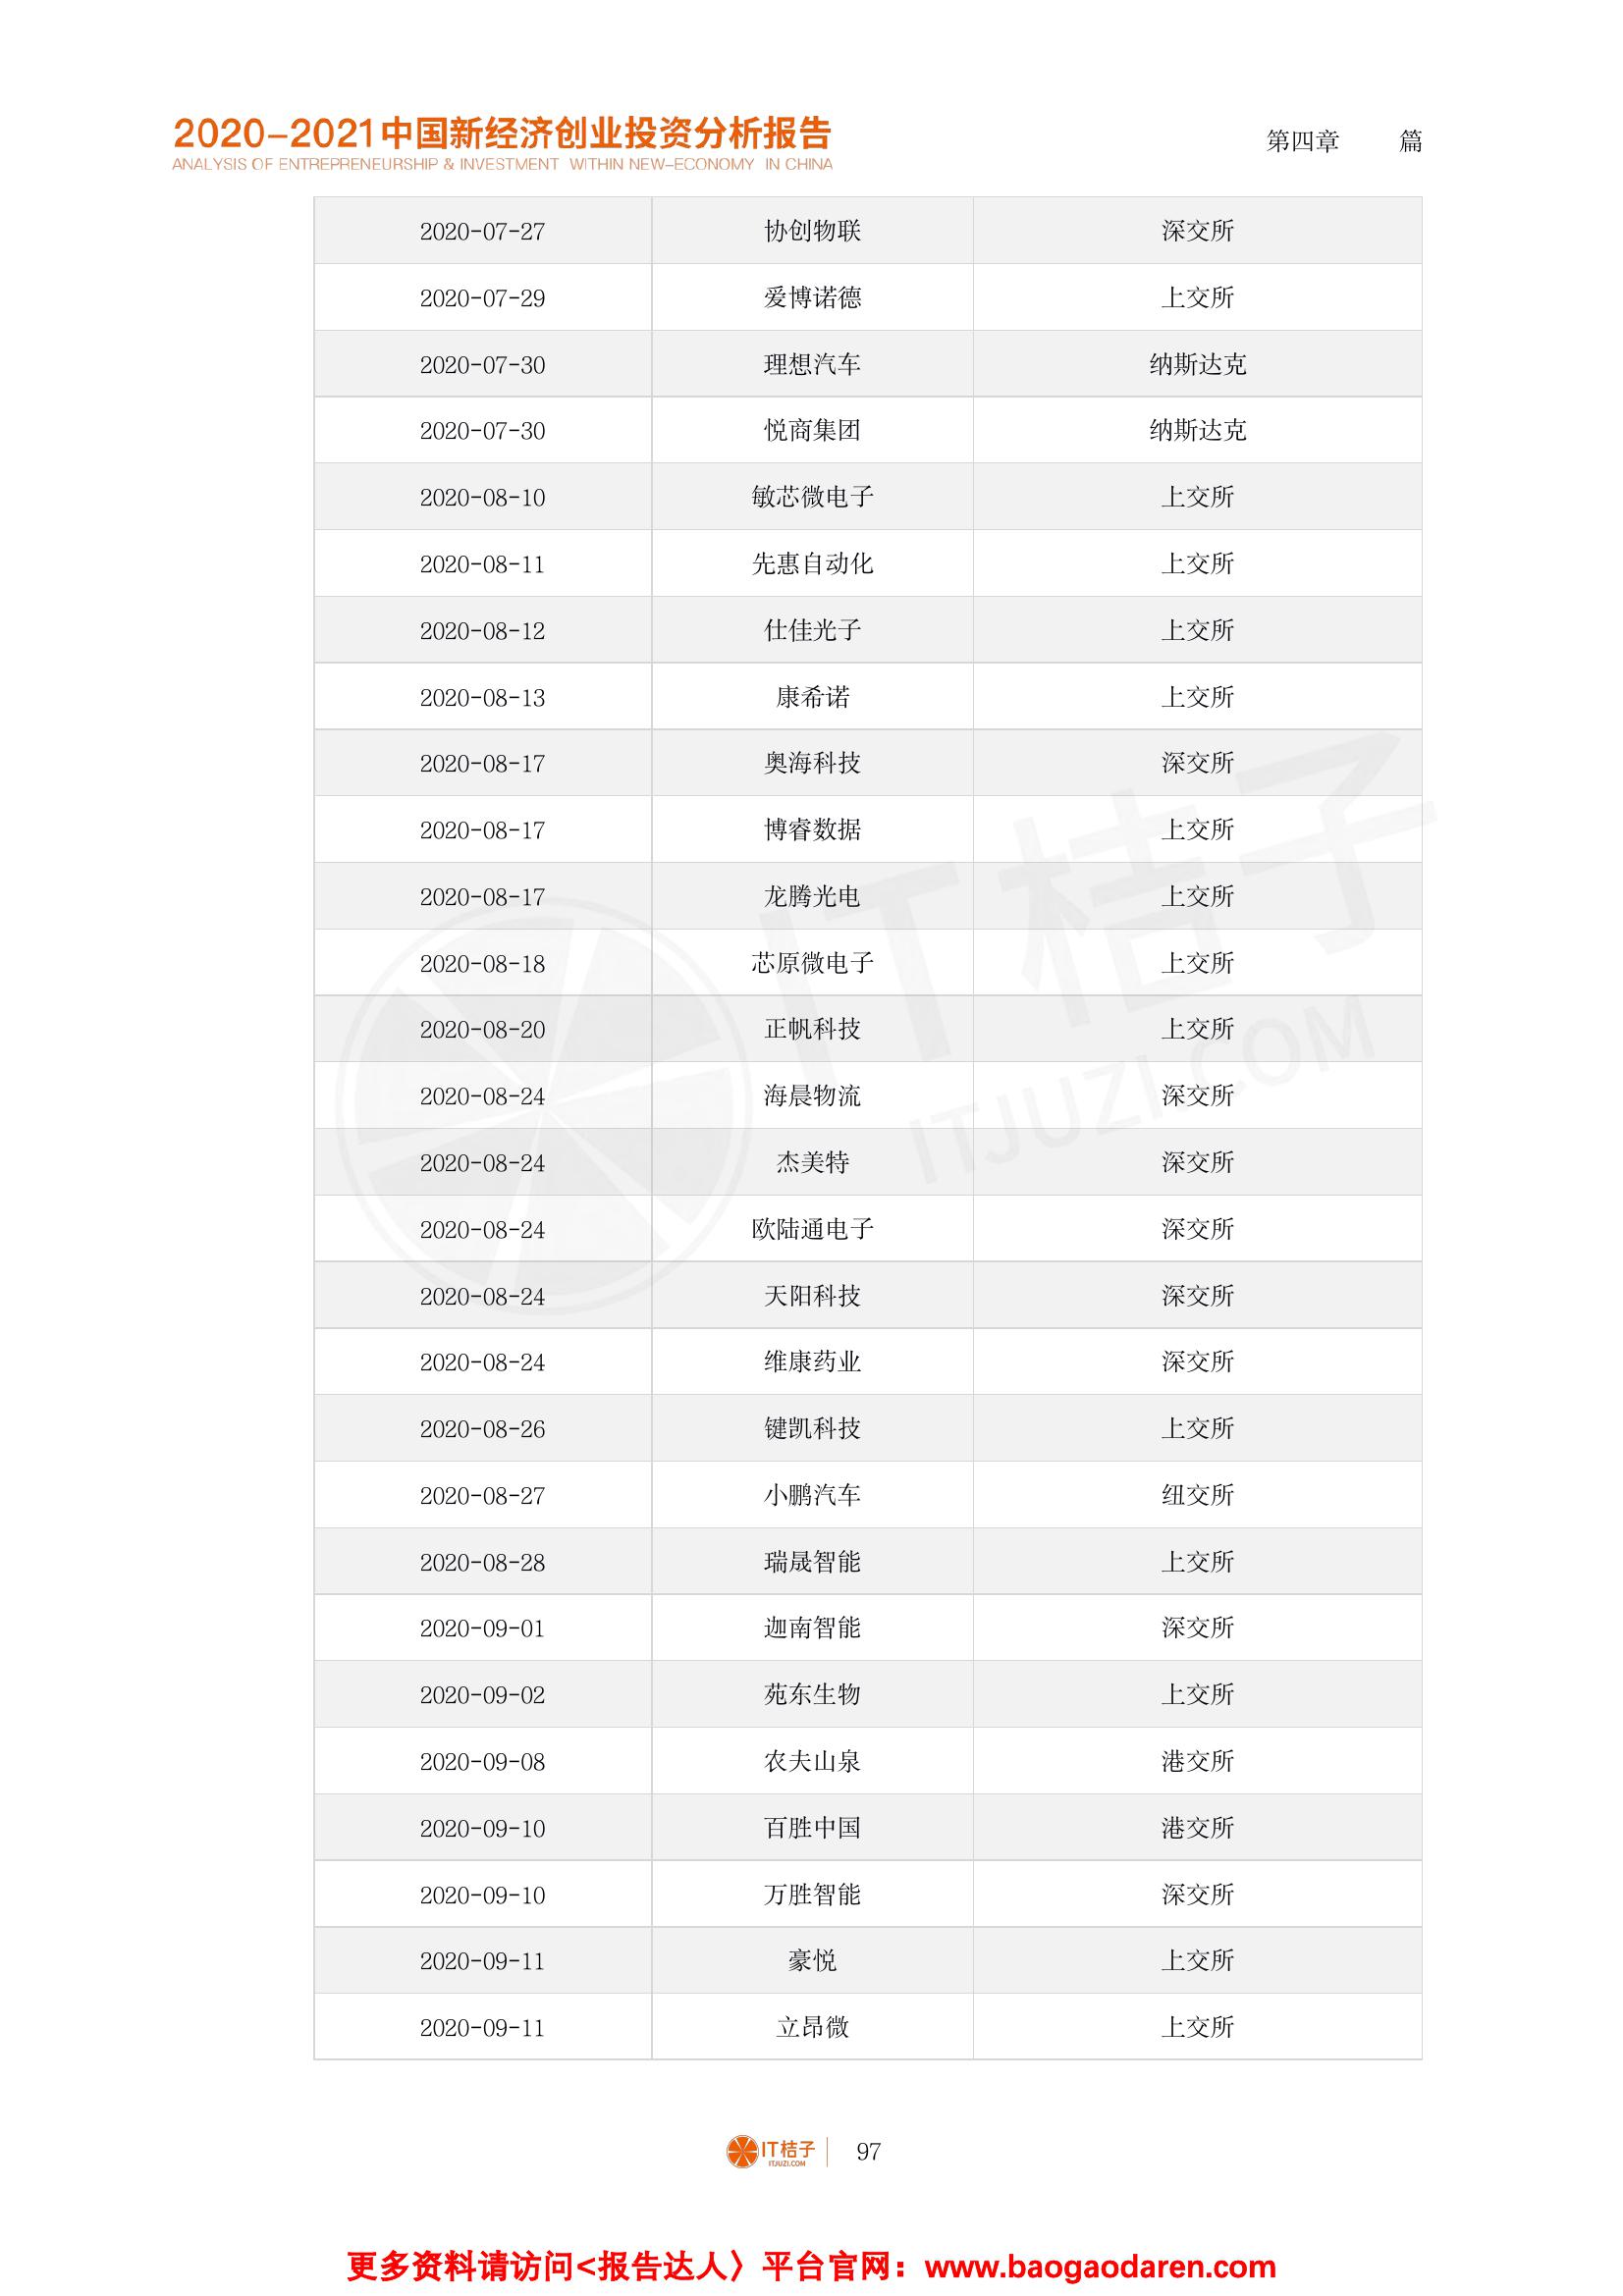 2020-2021中国新经济创业投资分析报告
ANALYSIS OF ENTREPRENEURSHIP & INVESTMENT WITHIN NEW-ECONOMY IN CHINA
第四章 篇
2020-07-27 协创物联 深交所
2020-07-29 爱博诺德 上交所
2020-07-30 理想汽车 纳斯达克
2020-07-30 悦商集团 纳斯达克
2020-08-10 敏芯微电子 上交所
2020-08-11 先惠自动化 上交所
2020-08-12 仕佳光子 上交所
2020-08-13 康希诺 上交所
2020-08-17 奥海科技 深交所
2020-08-17 博睿数据 上交所
2020-08-17 龙腾光电 上交所
2020-08-18 芯原微电子 上交所
2020-08-20 正帆科技 上交所
2020-08-24 海晨物流 深交所
2020-08-24 杰美特 深交所
2020-08-24 欧陆通电子 深交所
2020-08-24 天阳科技 深交所
2020-08-24 维康药业 深交所
2020-08-26 键凯科技 上交所
2020-08-27 小鹏汽车 纽交所
2020-08-28 瑞晟智能 上交所
2020-09-01 迦南智能 深交所
2020-09-02 苑东生物 上交所
2020-09-08 农夫山泉 港交所
2020-09-10 百胜中国 港交所
2020-09-10 万胜智能 深交所
2020-09-11 豪悦 上交所
2020-09-11 立昂微 上交所
IT桔子
ITJUZI.COM
IT桔子
ITJUZI.COM
97
更多资料请访问<报告达人〉平台官网：www.baogaodaren.com